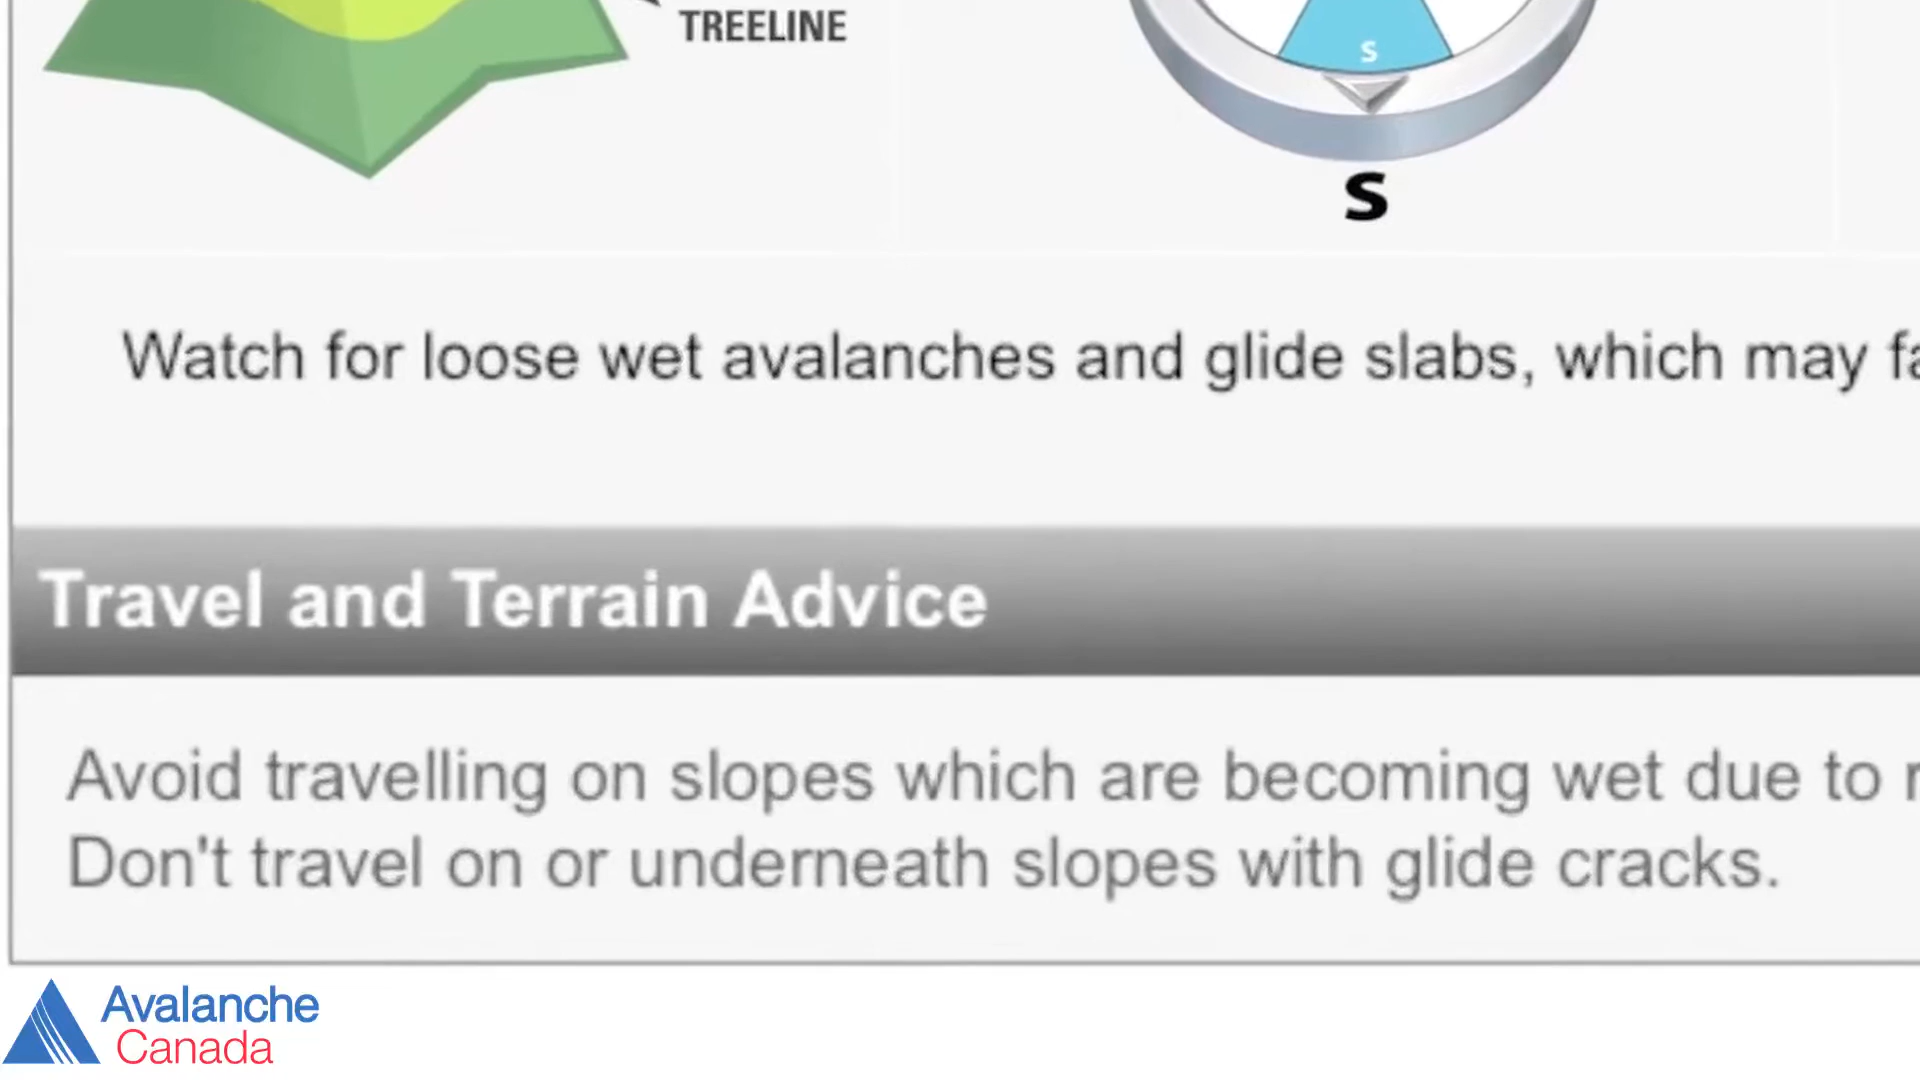 TREELINE
S
S
Watch for loose wet avalanches and glide slabs, which may
Travel and Terrain Advice
Avoid travelling on slopes which are becoming wet due to
Don't travel on or underneath slopes with glide cracks.
Avalanche
Canada